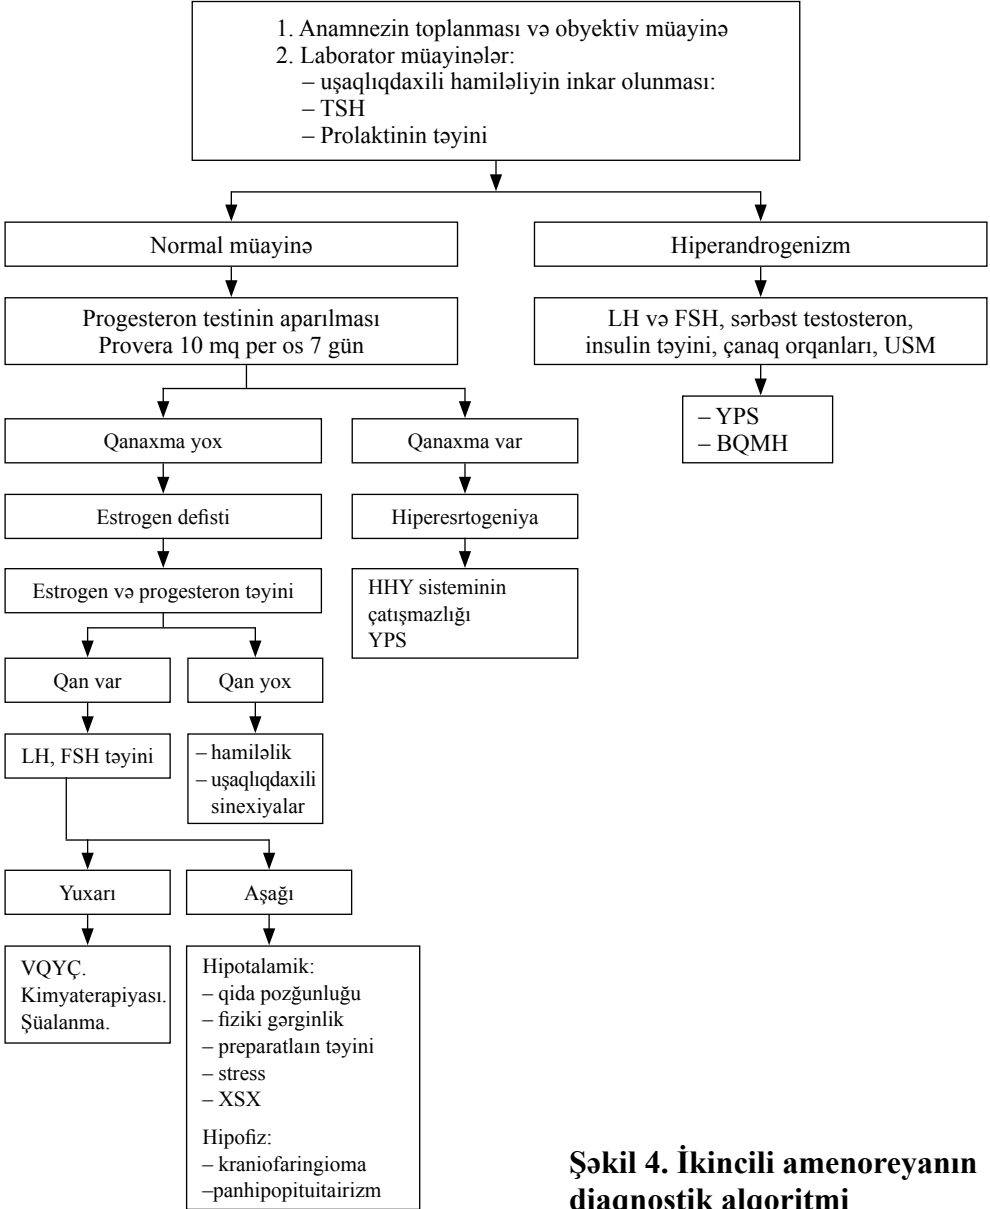 1. Anamnezin toplanması və obyektiv müayinə
2. Laborator müayinələr:
– uşaqlıqdaxili hamiləliyin inkar olunması:
– TSH
– Prolaktinin təyini
Normal müayinə
Hiperandrogenizm
Progesteron testinin aparılması
Provera 10 mq per os 7 gün
LH və FSH, sərbəst testosteron,
insulin təyini, çanaq orqanları, USM
– YPS
– BQMH
Qanaxma yox
Qanaxma var
Estrogen defisti
Hiperesrtogeniya
Estrogen və progesteron təyini
HHY sisteminin
çatışmazlığı
YPS
Qan var
Qan yox
LH, FSH təyini
– hamiləlik
– uşaqlıqdaxili
sinexiyalar
Yuxarı
Aşağı
VQYÇ.
Kimyaterapiyası.
Şüalanma.
Hipotalamik:
– qida pozğunluğu
– fiziki gərginlik
– preparatlaın təyini
– stress
– XSX
Hipofiz:
– kraniofaringioma
–panhipopituitairizm
Şəkil 4. İkincili amenoreyanın
diaqnostik alqoritmi